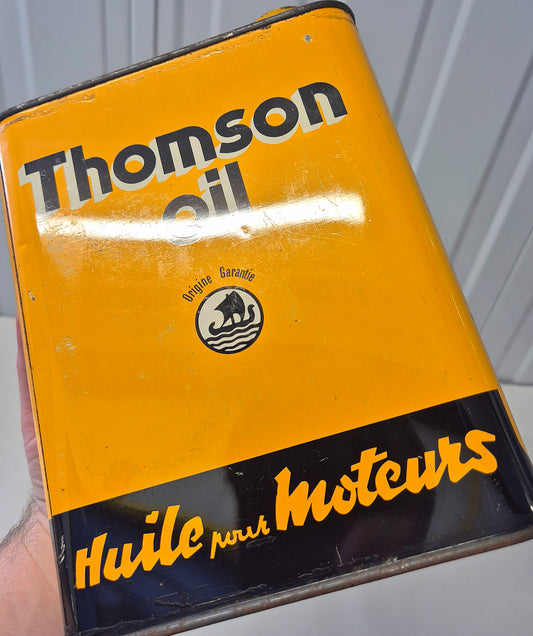 Thomson
oil
Origine Garantie
Huile pour Moteurs